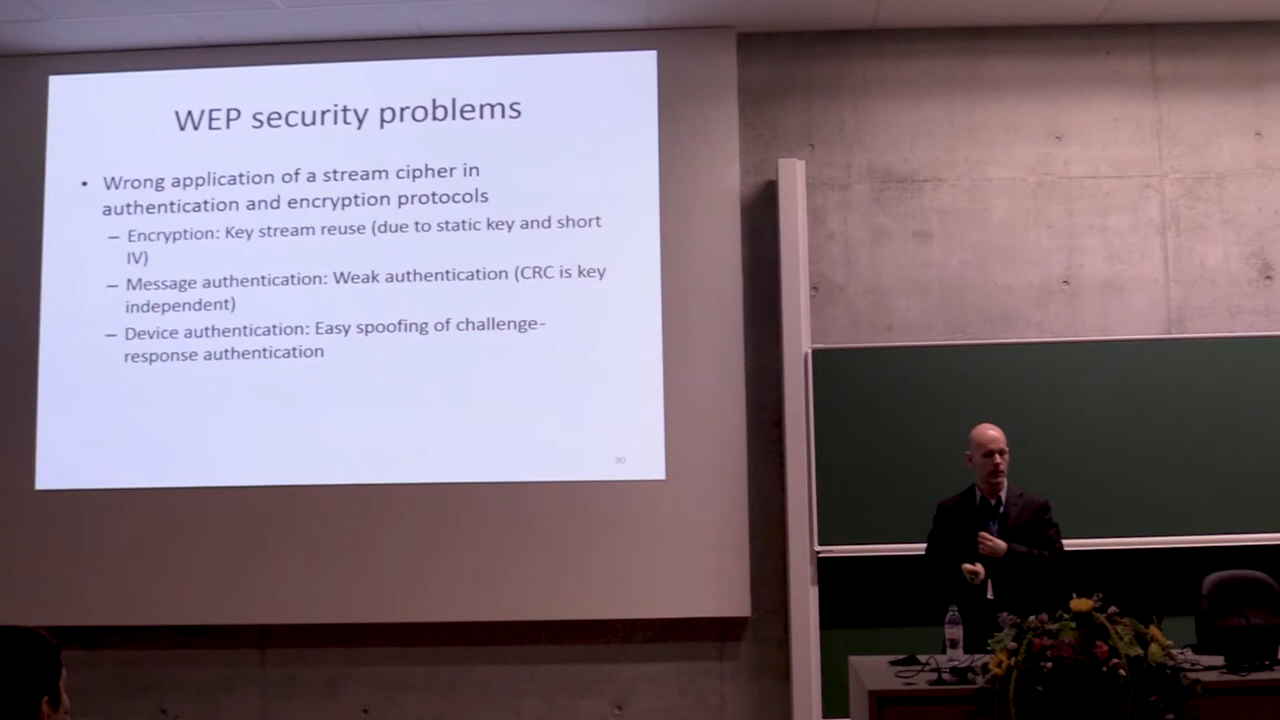 WEP security problems
• Wrong application of a stream cipher in
authentication and encryption protocols
– Encryption: Key stream reuse (due to static key and short
IV)
– Message authentication: Weak authentication (CRC is key
independent)
– Device authentication: Easy spoofing of challenge-
response authentication
30